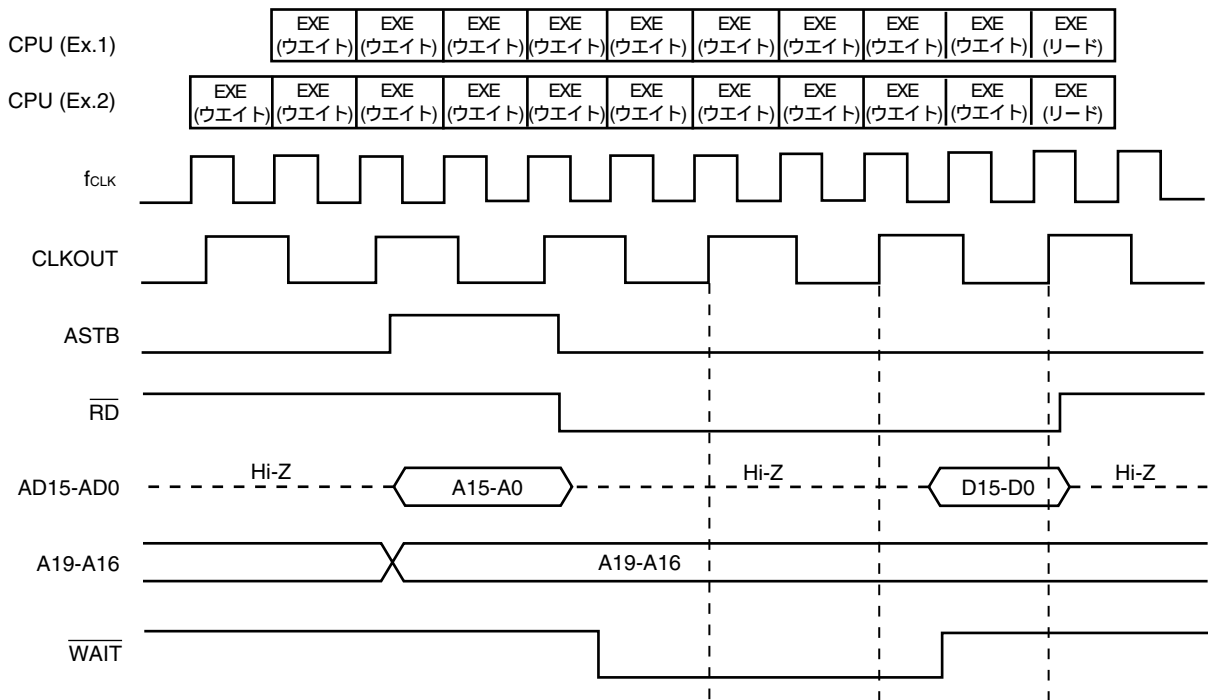 CPU (Ex.1)
EXE EXE EXE EXE EXE EXE EXE EXE EXE EXE
(ウエイト) (ウエイト) (ウエイト) (ウエイト) (ウエイト) (ウエイト) (ウエイト) (ウエイト) (ウエイト) (リード)
CPU (Ex.2)
EXE EXE EXE EXE EXE EXE EXE EXE EXE EXE EXE
(ウエイト) (ウエイト) (ウエイト) (ウエイト) (ウエイト) (ウエイト) (ウエイト) (ウエイト) (ウエイト) (ウエイト) (リード)
fCLK
CLKOUT
ASTB
RD
AD15-AD0 Hi-Z A15-A0 Hi-Z D15-D0 Hi-Z
A19-A16 A19-A16
WAIT